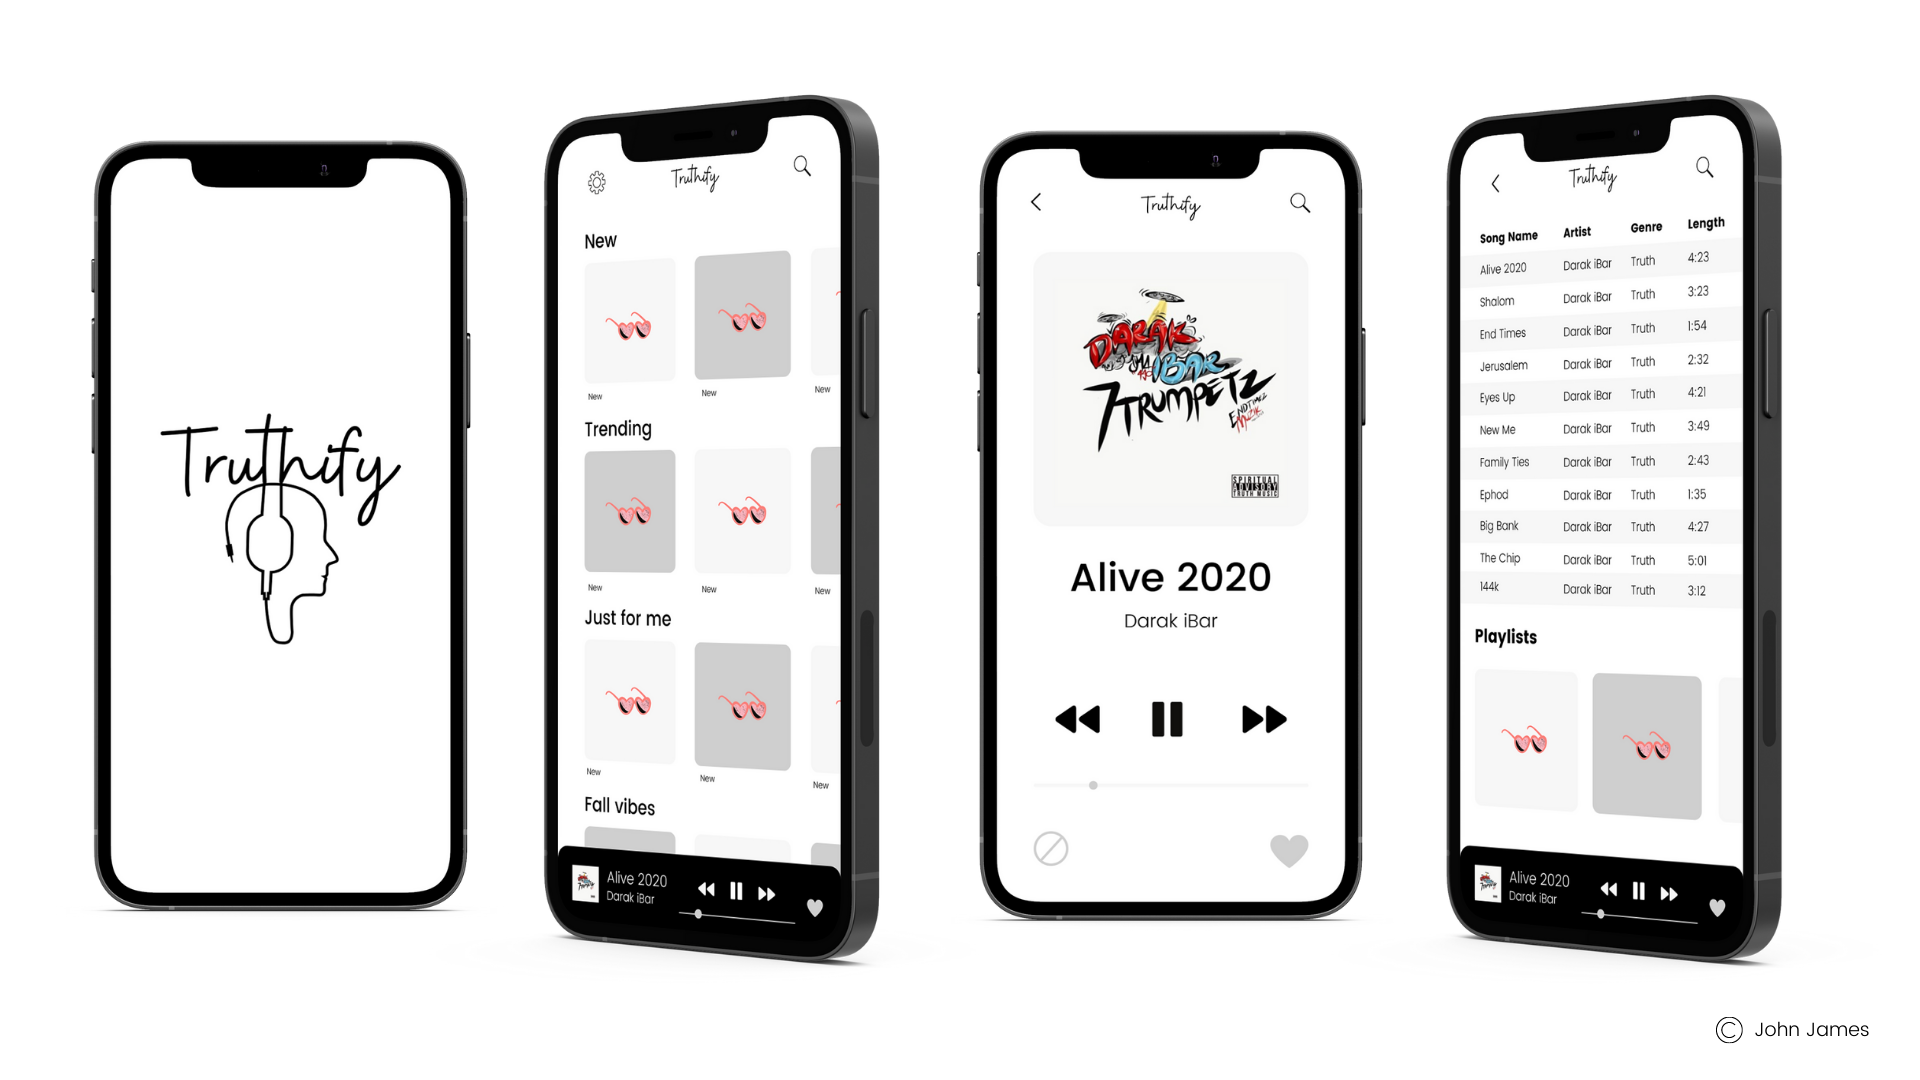 Truthify
Truthify
New
New
New
New
Trending
New
New
New
Just for me
New
New
New
Fall vibes
Alive 2020
Darak iBar
Truthify
DARAK
IBAR
7TRUMPETZ
ENDTIMEZ
MUZIK
SPIRITUAL
ADVISORY
TRUTH MUSIC
Alive 2020
Darak iBar
Truthify
Song Name Artist Genre Length
Alive 2020 Darak iBar Truth 4:23
Shalom Darak iBar Truth 3:23
End Times Darak iBar Truth 1:54
Jerusalem Darak iBar Truth 2:32
Eyes Up Darak iBar Truth 4:21
New Me Darak iBar Truth 3:49
Family Ties Darak iBar Truth 2:43
Ephod Darak iBar Truth 1:35
Big Bank Darak iBar Truth 4:27
The Chip Darak iBar Truth 5:01
144k Darak iBar Truth 3:12
Playlists
Alive 2020
Darak iBar
© John James